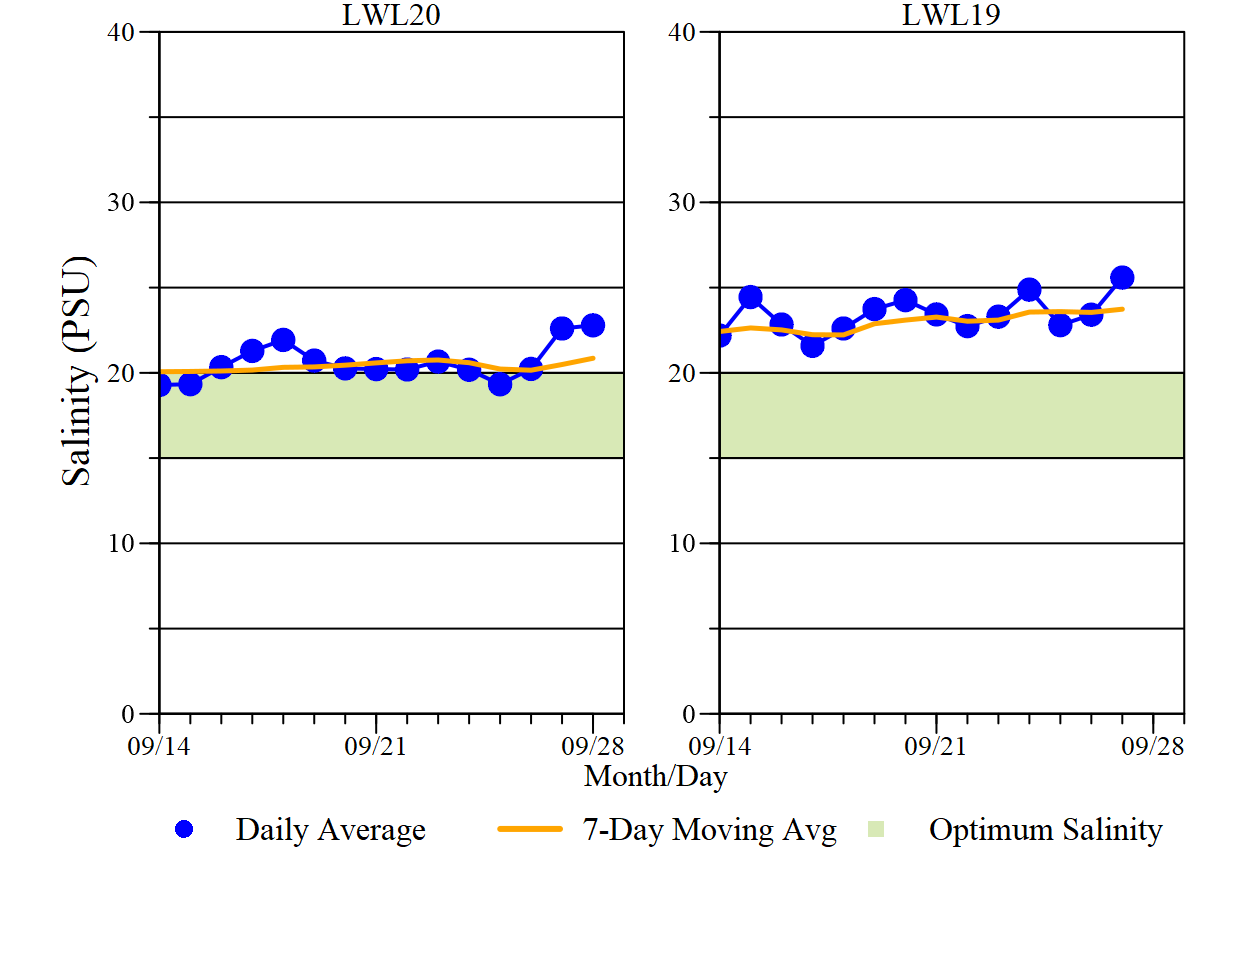 LWL20
LWL19
Salinity (PSU)
40
30
20
10
0
40
30
20
10
0
09/14
09/21
09/28
09/14
09/21
09/28
Month/Day
Daily Average
7-Day Moving Avg
Optimum Salinity